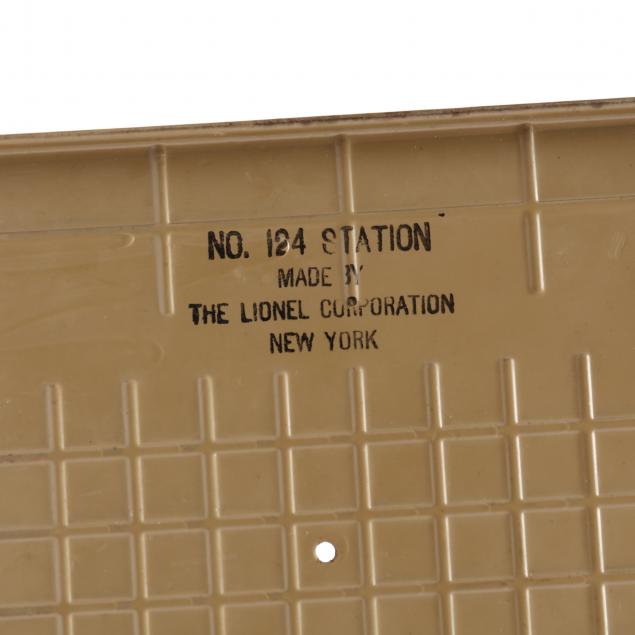 NO. 124 STATION
MADE BY
THE LIONEL CORPORATION
NEW YORK